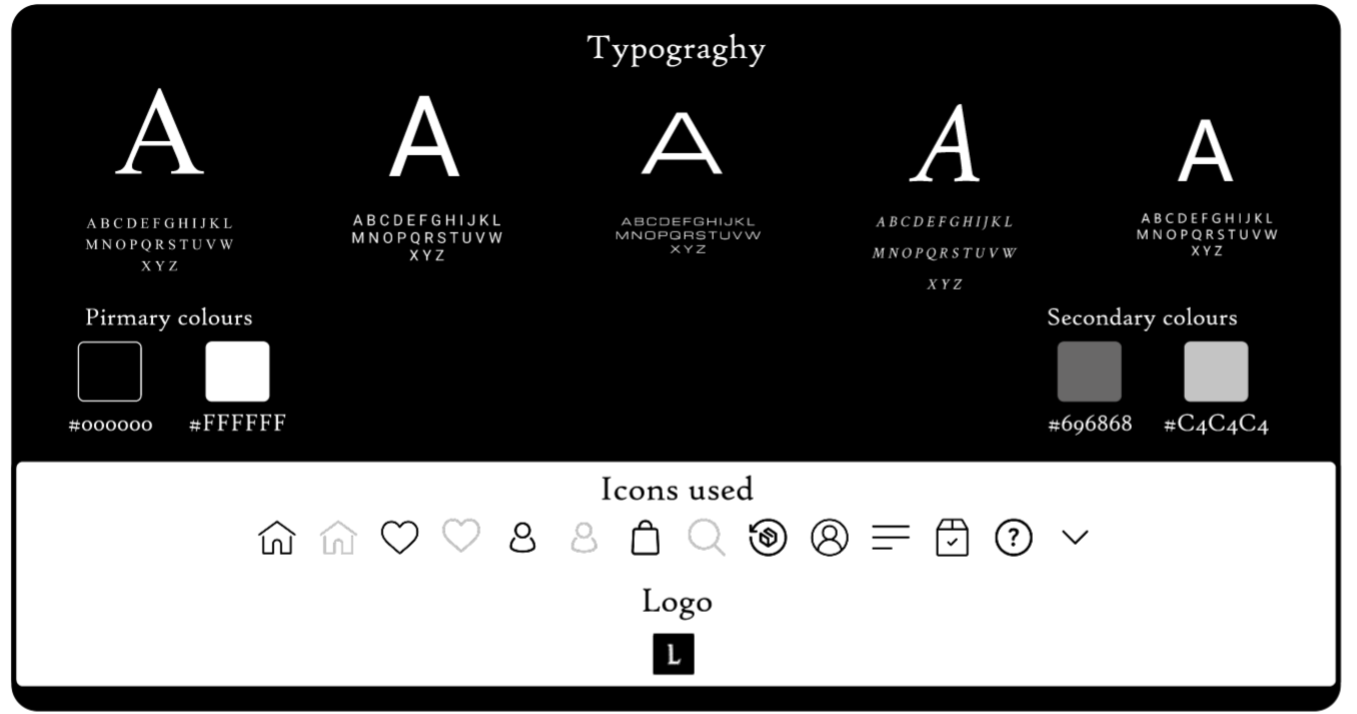 Typograghy
A A A A A
ABCDEFGHIJKL
MNOPQRSTUVW
XYZ
ABCDEFGHIJKL
MNOPQRSTUVW
XYZ
ABCDEFGHIJKL
MNOPQRSTUVW
XYZ
ABCDEFGHIJKL
MNOPQRSTUVW
XYZ
ABCDEFGHIJKL
MNOPQRSTUVW
XYZ
Pirmary colours
#000000 #FFFFFF
Secondary colours
#696868 #C4C4C4
Icons used
?
Logo
L